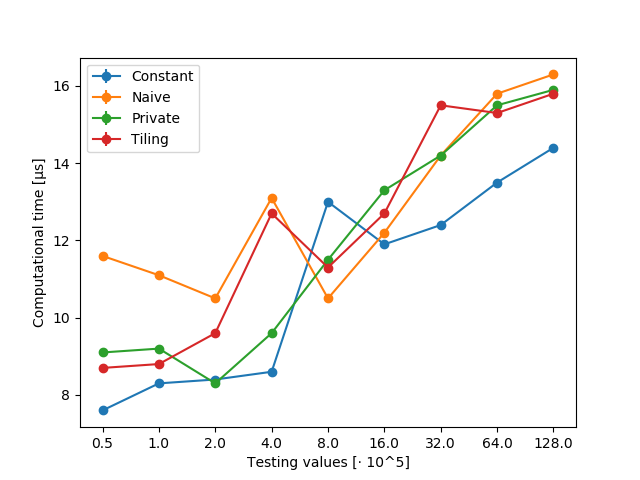 Constant
Naive
Private
Tiling
Computational time [µs]
16
14
12
10
8
0.5 1.0 2.0 4.0 8.0 16.0 32.0 64.0 128.0
Testing values [· 10^5]